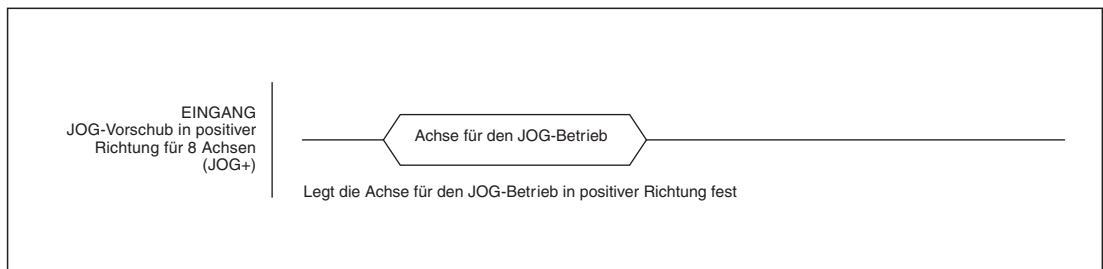 EINGANG
JOG-Vorschub in positiver
Richtung für 8 Achsen
(JOG+)
Achse für den JOG-Betrieb
Legt die Achse für den JOG-Betrieb in positiver Richtung fest